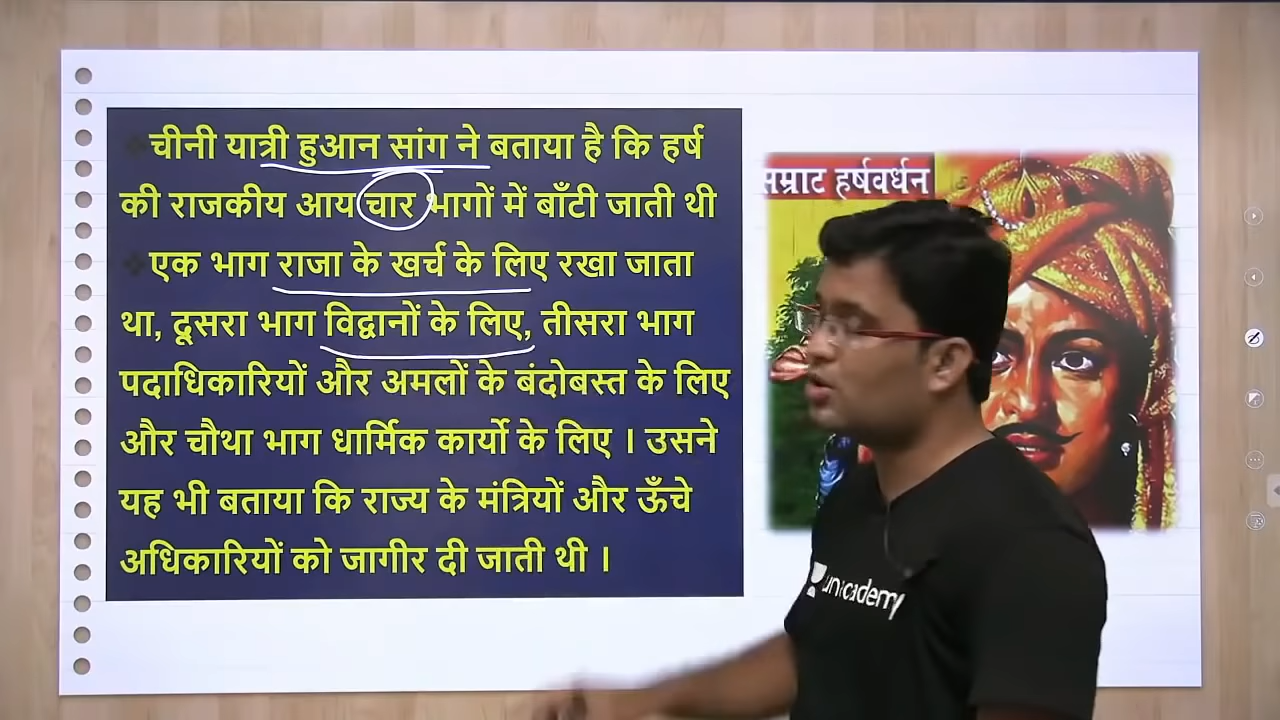 चीनी यात्री हुआन सांग ने बताया है कि हर्ष
की राजकीय आय चार भागों में बाँटी जाती थी
एक भाग राजा के खर्च के लिए रखा जाता
था, दूसरा भाग विद्वानों के लिए, तीसरा भाग
पदाधिकारियों और अमलों के बंदोबस्त के लिए
और चौथा भाग धार्मिक कार्यो के लिए । उसने
यह भी बताया कि राज्य के मंत्रियों और ऊँचे
अधिकारियों को जागीर दी जाती थी ।
सम्राट हर्षवर्धन
unacademy